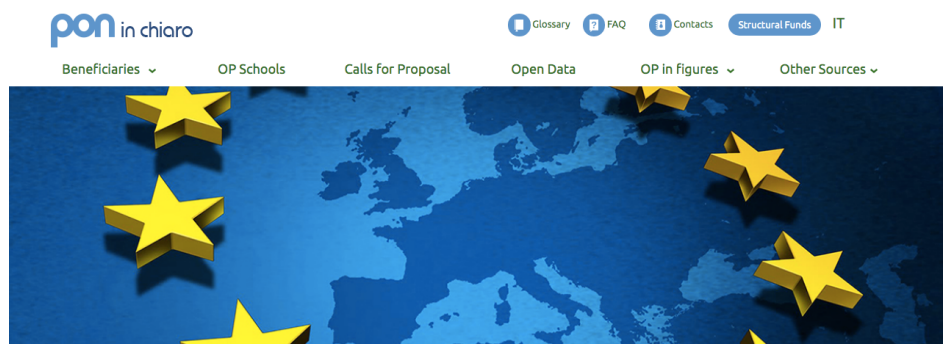 pon in chiaro
Glossary FAQ Contacts Structural Funds IT
Beneficiaries OP Schools Calls for Proposal Open Data OP in figures Other Sources